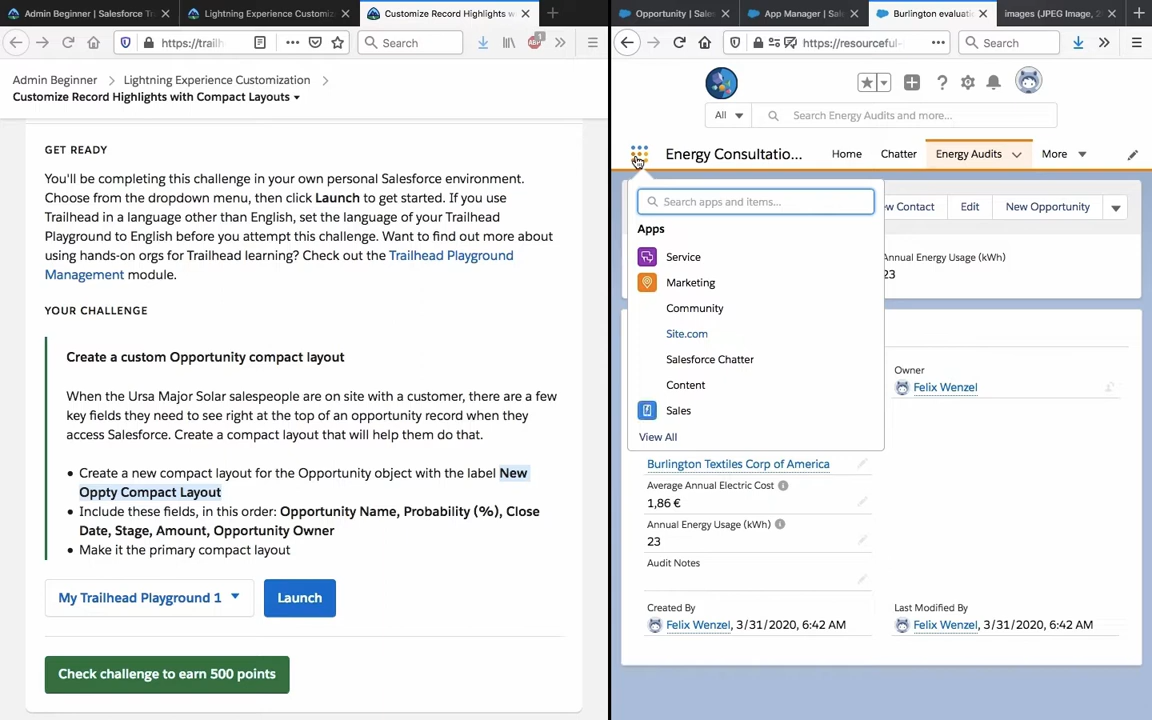 Admin Beginner | Salesforce Tr
Lightning Experience Customiz
Customize Record Highlights w
https://trailh
Search
Admin Beginner > Lightning Experience Customization >
Customize Record Highlights with Compact Layouts
GET READY
You'll be completing this challenge in your own personal Salesforce environment.
Choose from the dropdown menu, then click Launch to get started. If you use
Trailhead in a language other than English, set the language of your Trailhead
Playground to English before you attempt this challenge. Want to find out more about
using hands-on orgs for Trailhead learning? Check out the Trailhead Playground
Management module.
YOUR CHALLENGE
Create a custom Opportunity compact layout
When the Ursa Major Solar salespeople are on site with a customer, there are a few
key fields they need to see right at the top of an opportunity record when they
access Salesforce. Create a compact layout that will help them do that.
• Create a new compact layout for the Opportunity object with the label New
Oppty Compact Layout
• Include these fields, in this order: Opportunity Name, Probability (%), Close
Date, Stage, Amount, Opportunity Owner
• Make it the primary compact layout
My Trailhead Playground 1
Launch
Check challenge to earn 500 points
Opportunity | Sales
App Manager | Sal
Burlington evaluati
images (JPEG Image, 2
https://resourceful-
Search
All
Search Energy Audits and more...
Energy Consultatio...
Home
Chatter
Energy Audits
More
Search apps and items...
Apps
Service
Marketing
Community
Site.com
Salesforce Chatter
Content
Sales
View All
ew Contact
Edit
New Opportunity
Annual Energy Usage (kWh)
23
Owner
Felix Wenzel
Burlington Textiles Corp of America
Average Annual Electric Cost
1,86 €
Annual Energy Usage (kWh)
23
Audit Notes
Created By
Felix Wenzel, 3/31/2020, 6:42 AM
Last Modified By
Felix Wenzel, 3/31/2020, 6:42 AM